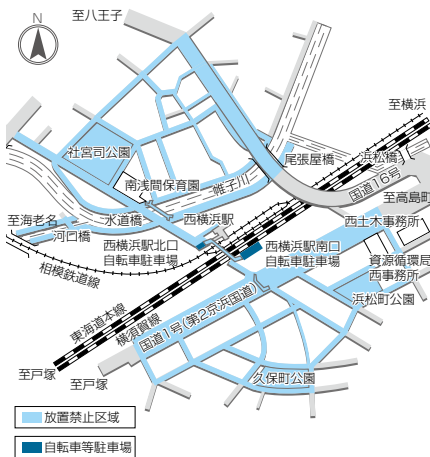 N
至八王子
至横浜
社宮司公園
尾張屋橋
浜松橋
国道16号
南浅間保育園
帷子川
至高島町
至海老名
水道橋
西横浜駅
西土木事務所
河口橋
西横浜駅北口
自転車駐車場
西横浜駅南口
自転車駐車場
資源循環局
西事務所
相模鉄道線
浜松町公園
東海道本線
横須賀線
国道1号(第2京浜国道)
至戸塚
至戸塚
久保町公園
放置禁止区域
自転車等駐車場